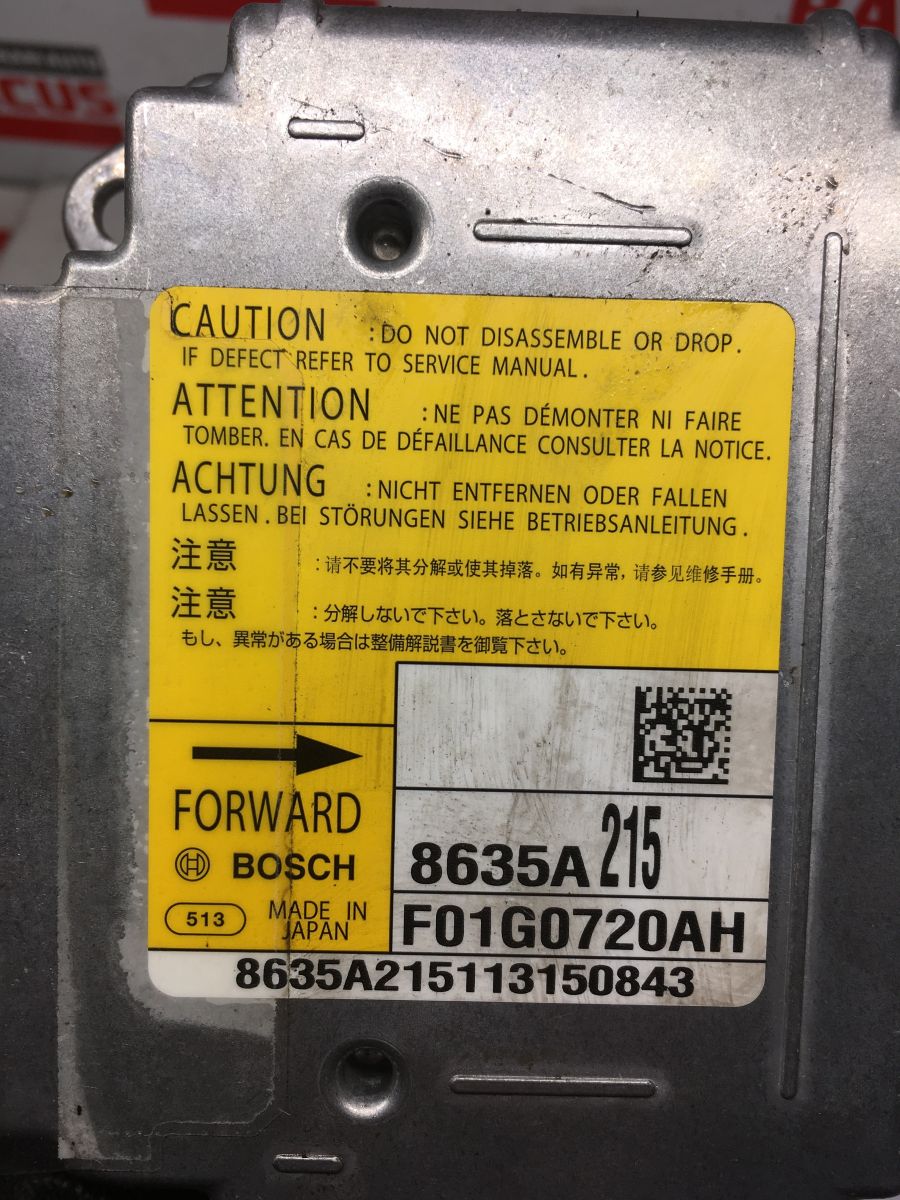 CUS
CAUTION :DO NOT DISASSEMBLE OR DROP.
IF DEFECT REFER TO SERVICE MANUAL.
ATTENTION :NE PAS DÉMONTER NI FAIRE
TOMBER. EN CAS DE DÉFAILLANCE CONSULTER LA NOTICE.
ACHTUNG :NICHT ENTFERNEN ODER FALLEN
LASSEN. BEI STÖRUNGEN SIEHE BETRIEBSANLEITUNG.
注意 :请不要将其分解或使其掉落。如有异常，请参见维修手册。
注意 :分解しないで下さい。落とさないで下さい。
もし、異常がある場合は整備解説書を御覧下さい。
FORWARD
BOSCH
8635A 215
513 MADE IN
JAPAN
F01G0720AH
8635A215113150843